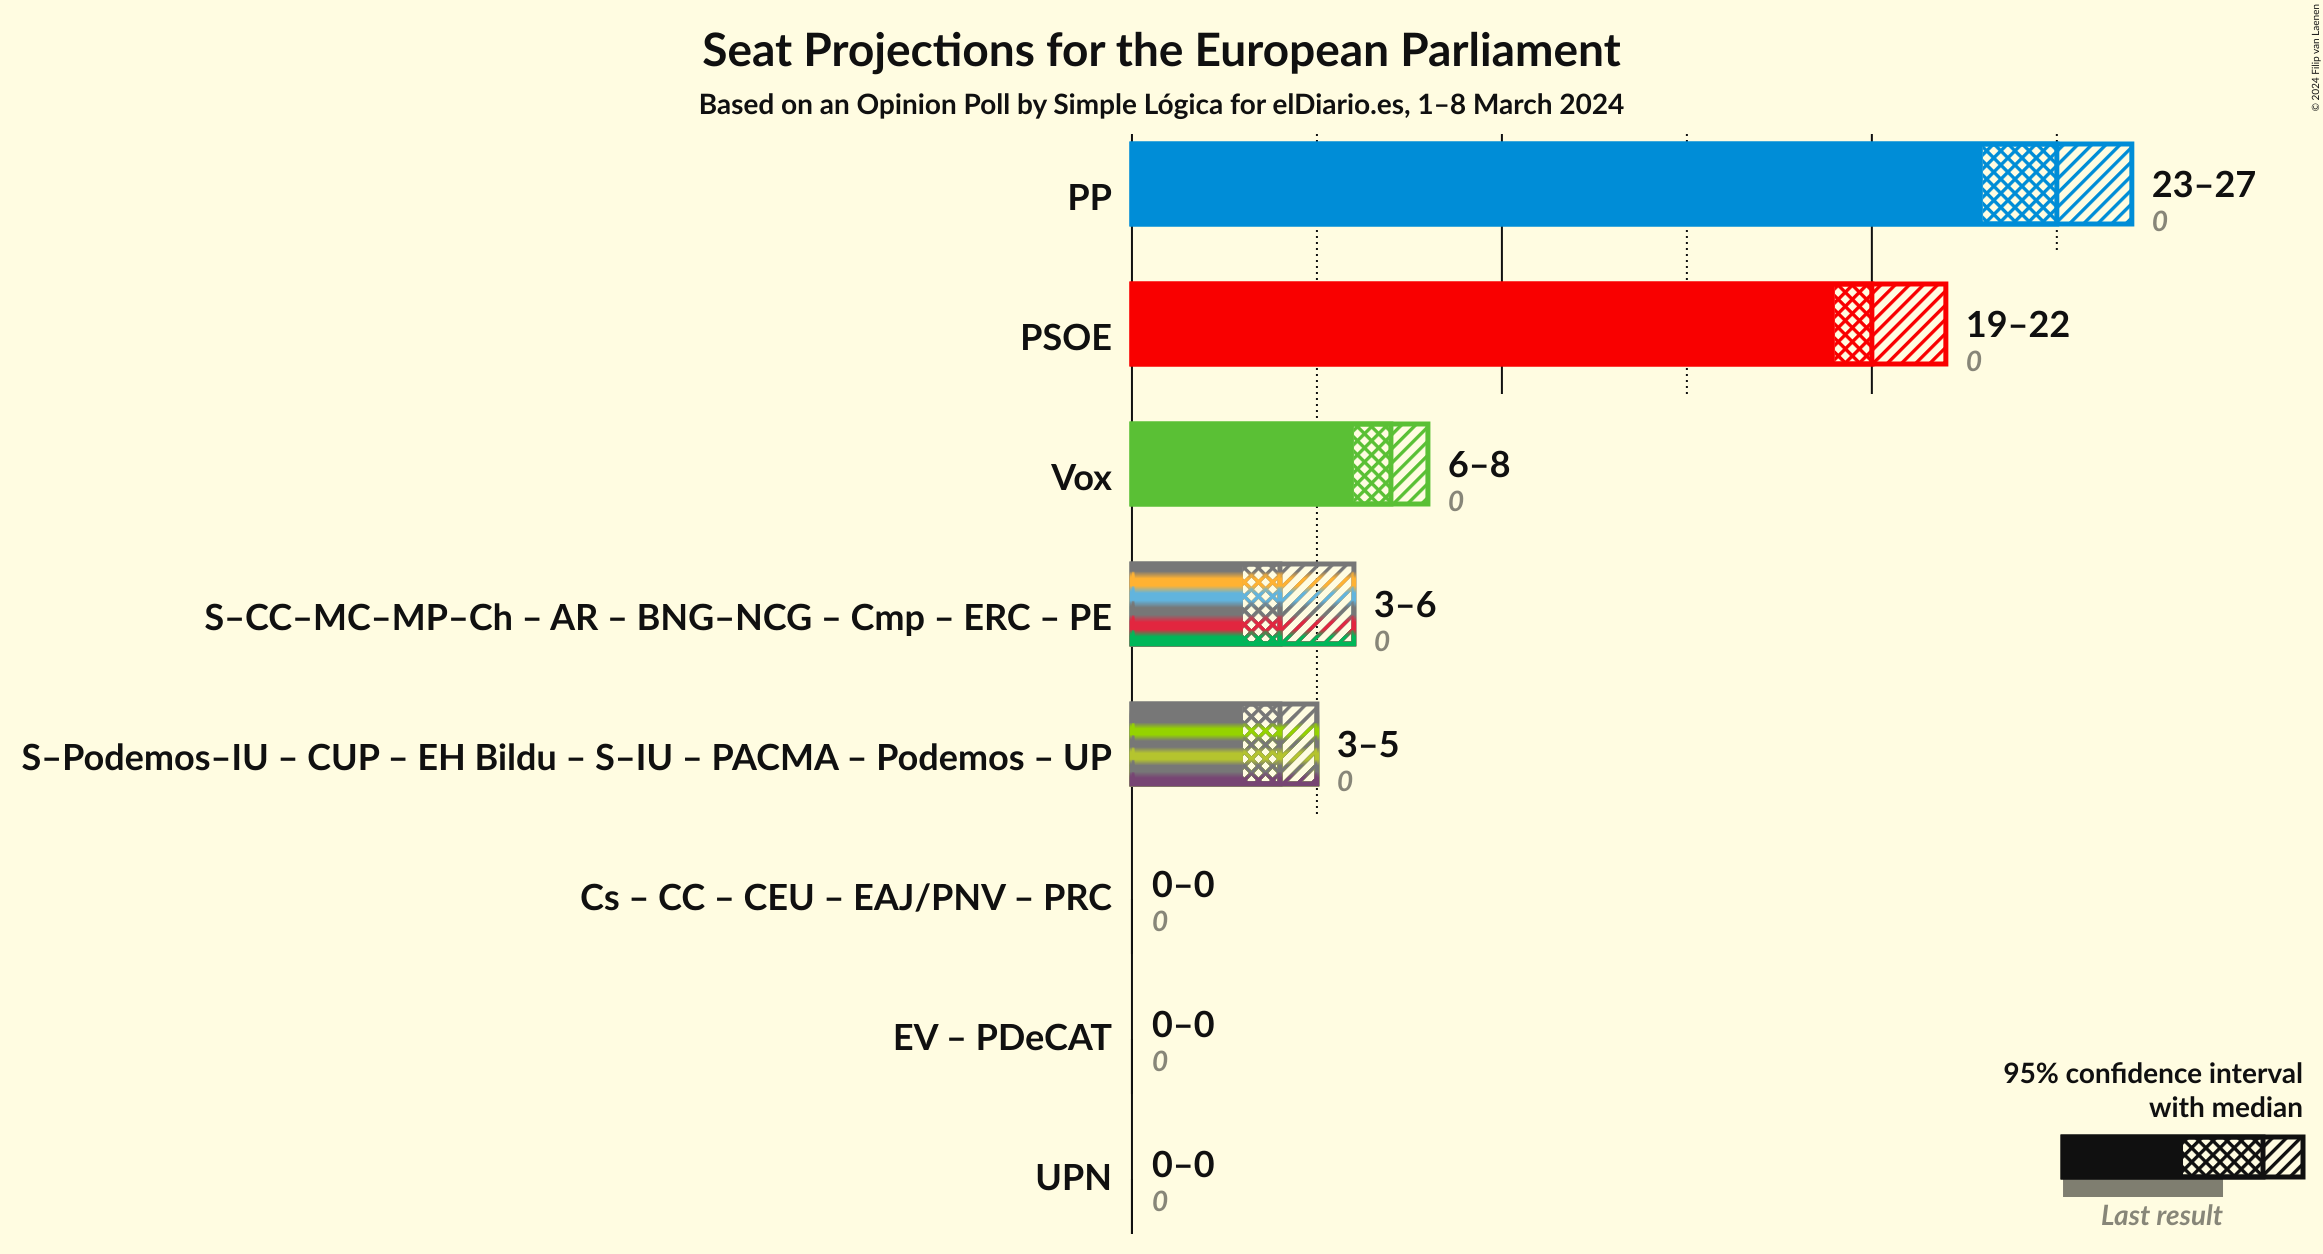 Seat Projections for the European Parliament
Based on an Opinion Poll by Simple Lógica for elDiario.es, 1–8 March 2024
© 2024 Filip van Laenen
PP
23–27
0
PSOE
19–22
0
Vox
6–8
0
S–CC–MC–MP–Ch – AR – BNG–NCG – Cmp – ERC – PE
3–6
0
S–Podemos–IU – CUP – EH Bildu – S–IU – PACMA – Podemos – UP
3–5
0
Cs – CC – CEU – EAJ/PNV – PRC
0–0
0
EV – PDeCAT
0–0
0
UPN
0–0
0
95% confidence interval
with median
Last result